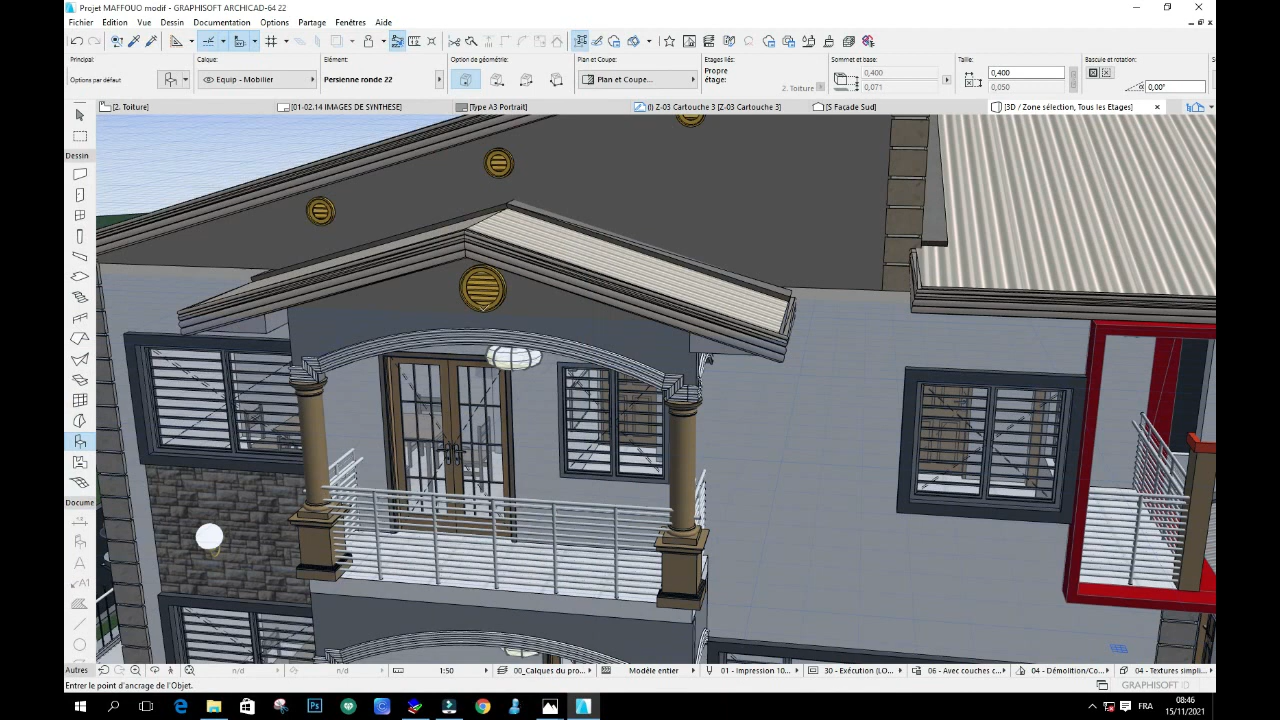 Projet MAFFOUO modif - GRAPHISOFT ARCHICAD-64 22
Fichier Edition Vue Dessin Documentation Options Partage Fenêtres Aide
Principal: Calque: Elément: Option de géométrie: Plan et Coupe: Etages liés: Sommet et base: Taille: Bascule et rotation:
Options par défaut
Equip - Mobilier
Persienne ronde 22
Plan et Coupe...
Propre étage:
2. Toiture
0,400
0,071
0,400
0,050
0,00°
[2. Toiture]
[01-02.14 IMAGES DE SYNTHESE]
[Type A3 Portrait]
(I) Z-03 Cartouche 3 [Z-03 Cartouche 3]
[S Facade Sud]
[3D / Zone sélection, Tous les Etages]
Dessin
Docume
A
A1
Autres
n/d
n/d
1:50
00_Calques du pro...
Modèle entier
01 - Impression 10...
30 - Exécution (LO...
06 - Avec couches c...
04 - Démolition/Co...
04 - Textures simpli...
Entrer le point d'ancrage de l'Objet.
GRAPHISOFT ID
Ps
FRA
08:46
15/11/2021